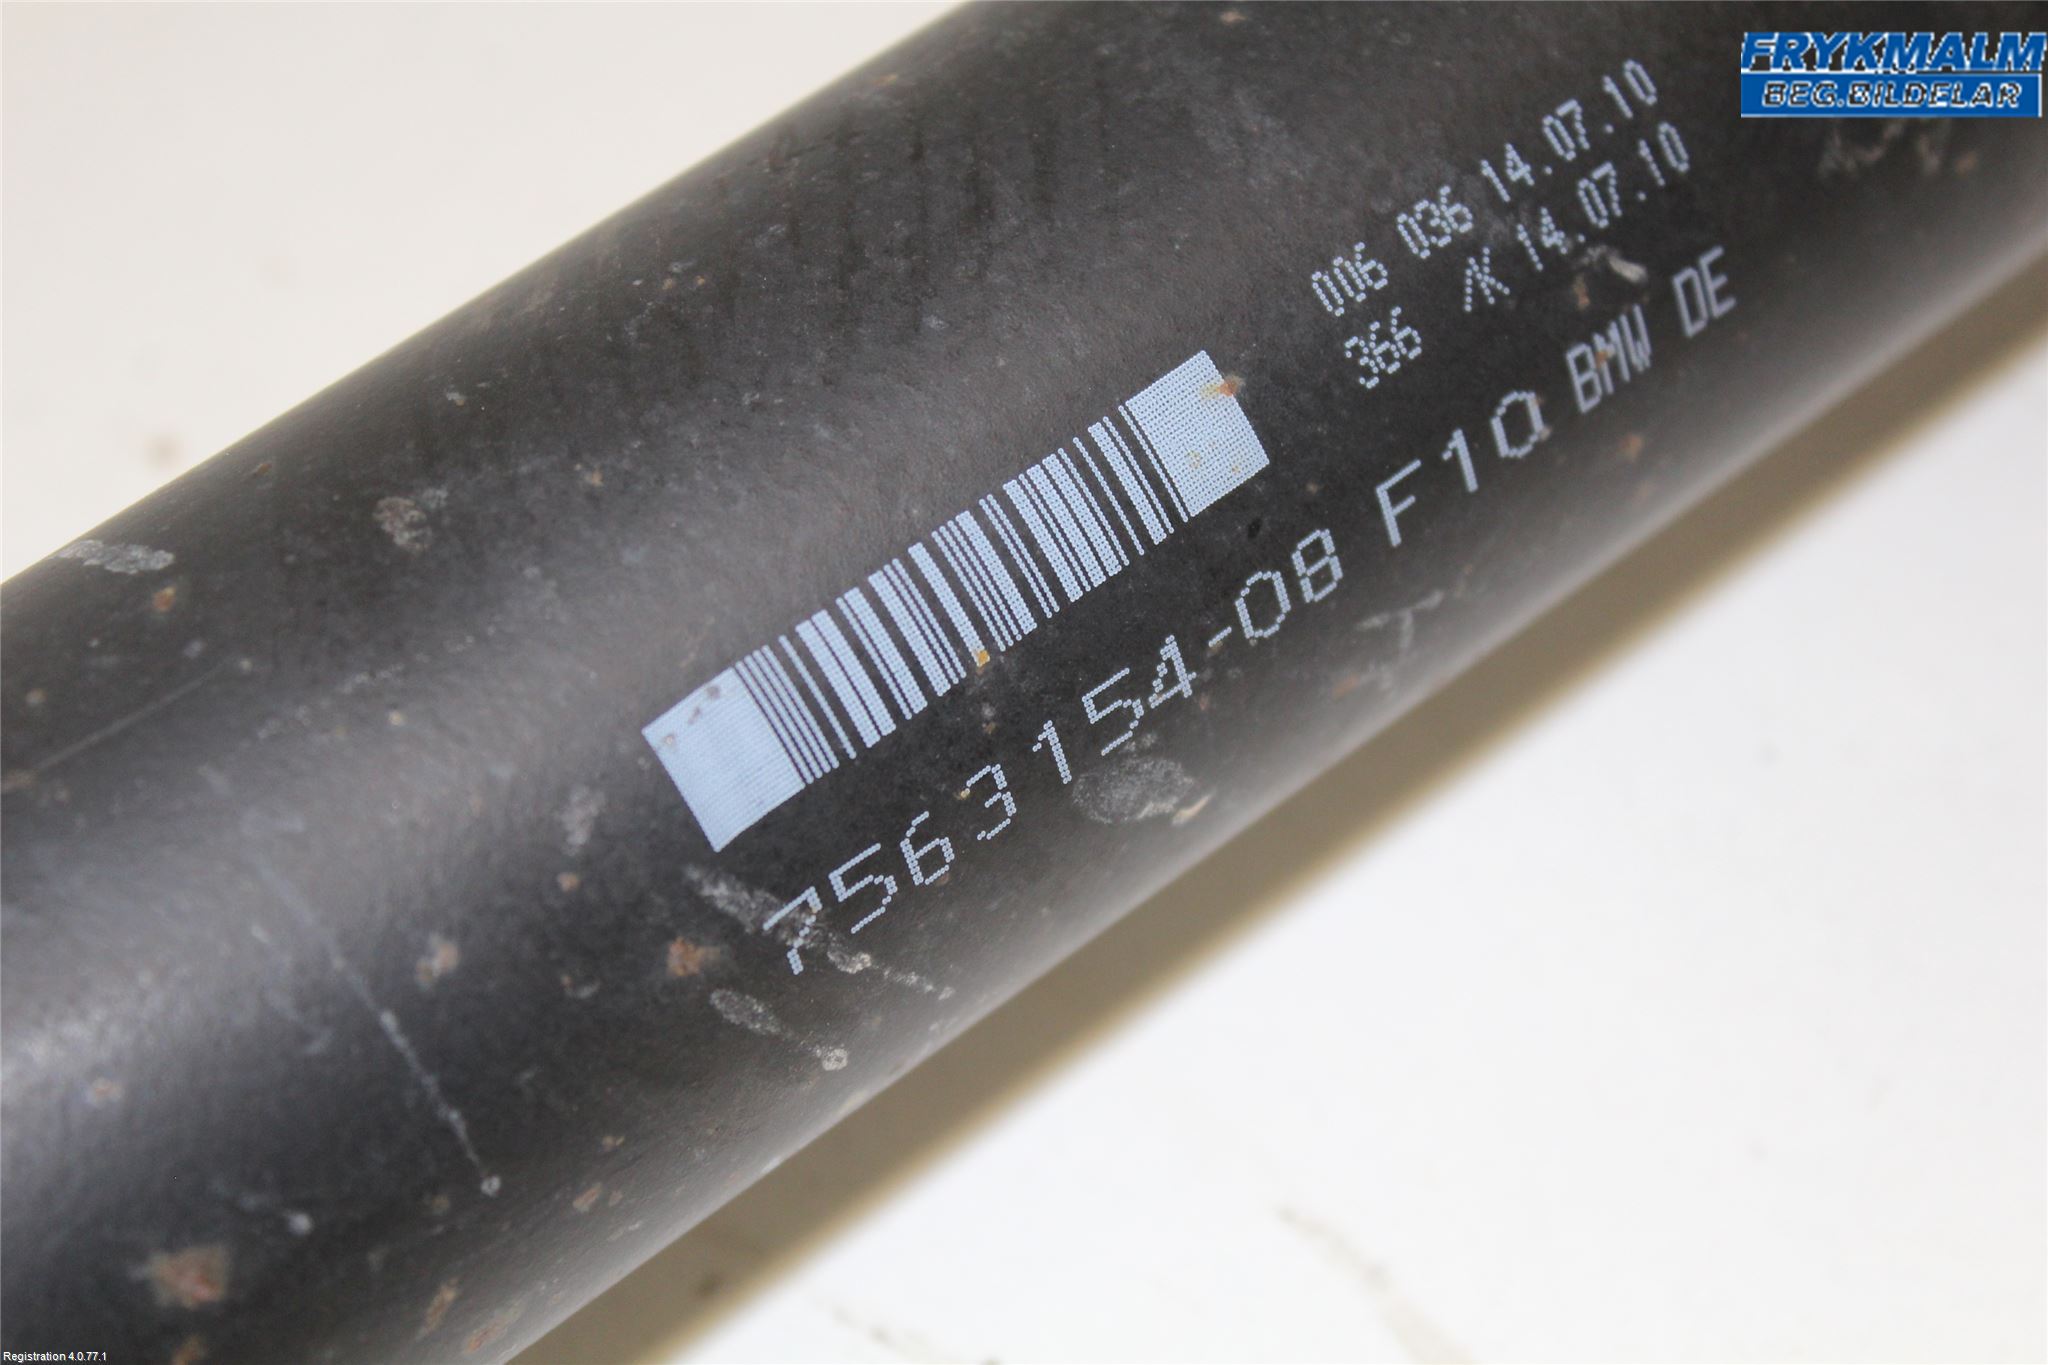 FRYKMALM
BEG.BILDELAR
006 036 14.07.10
366 /K 14.07.10
7563154-08 F10 BMW DE
Registration 4.0.77.1